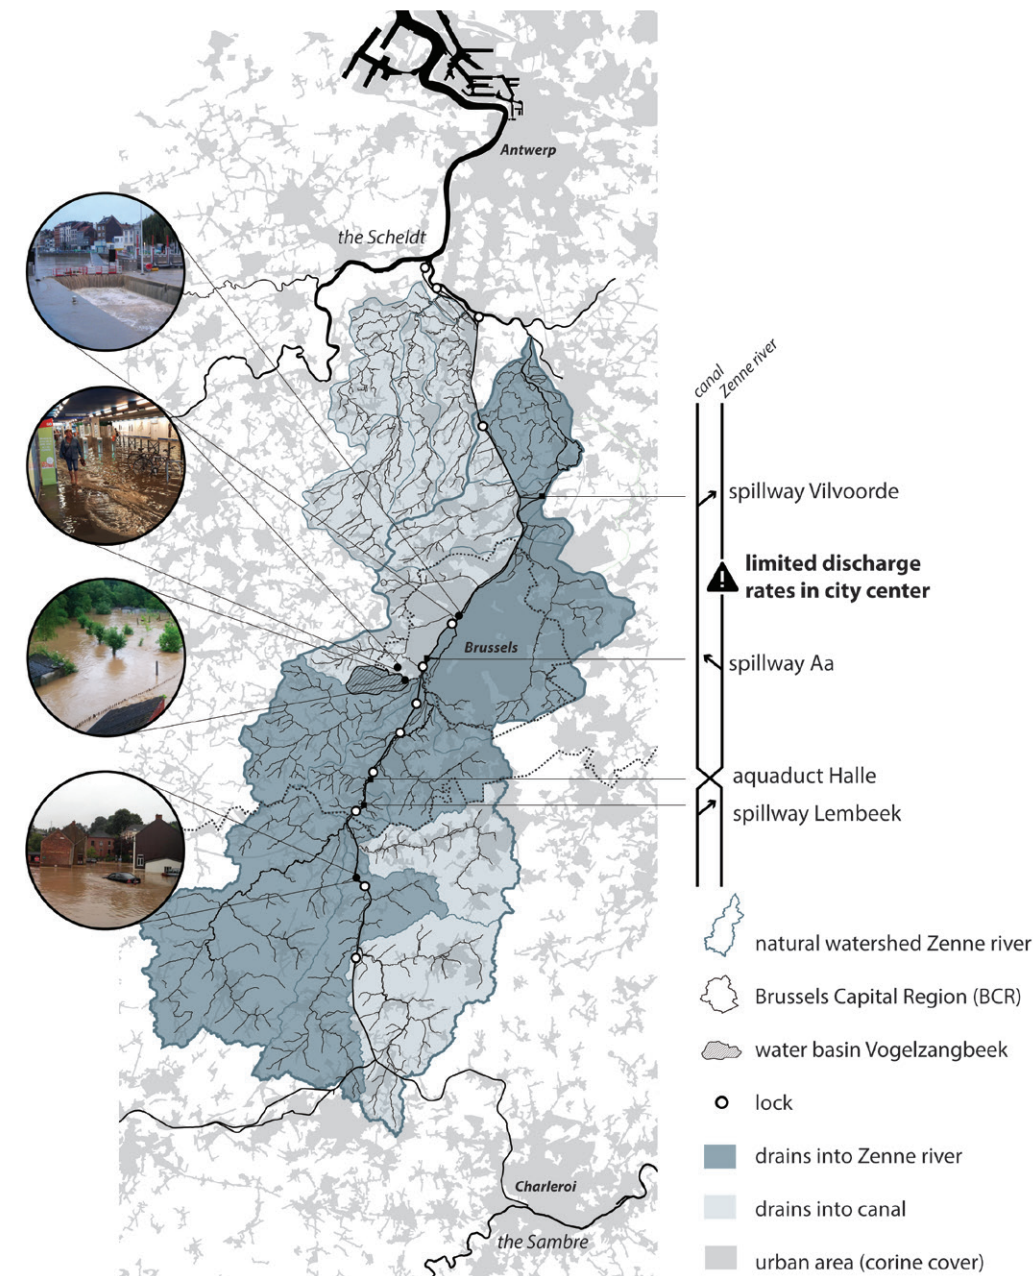 Antwerp
the Scheldt
canal
Zenne river
spillway Vilvoorde
limited discharge
rates in city center
Brussels
spillway Aa
aquaduct Halle
spillway Lembeek
natural watershed Zenne river
Brussels Capital Region (BCR)
water basin Vogelzangbeek
lock
drains into Zenne river
Charleroi
drains into canal
the Sambre
urban area (corine cover)